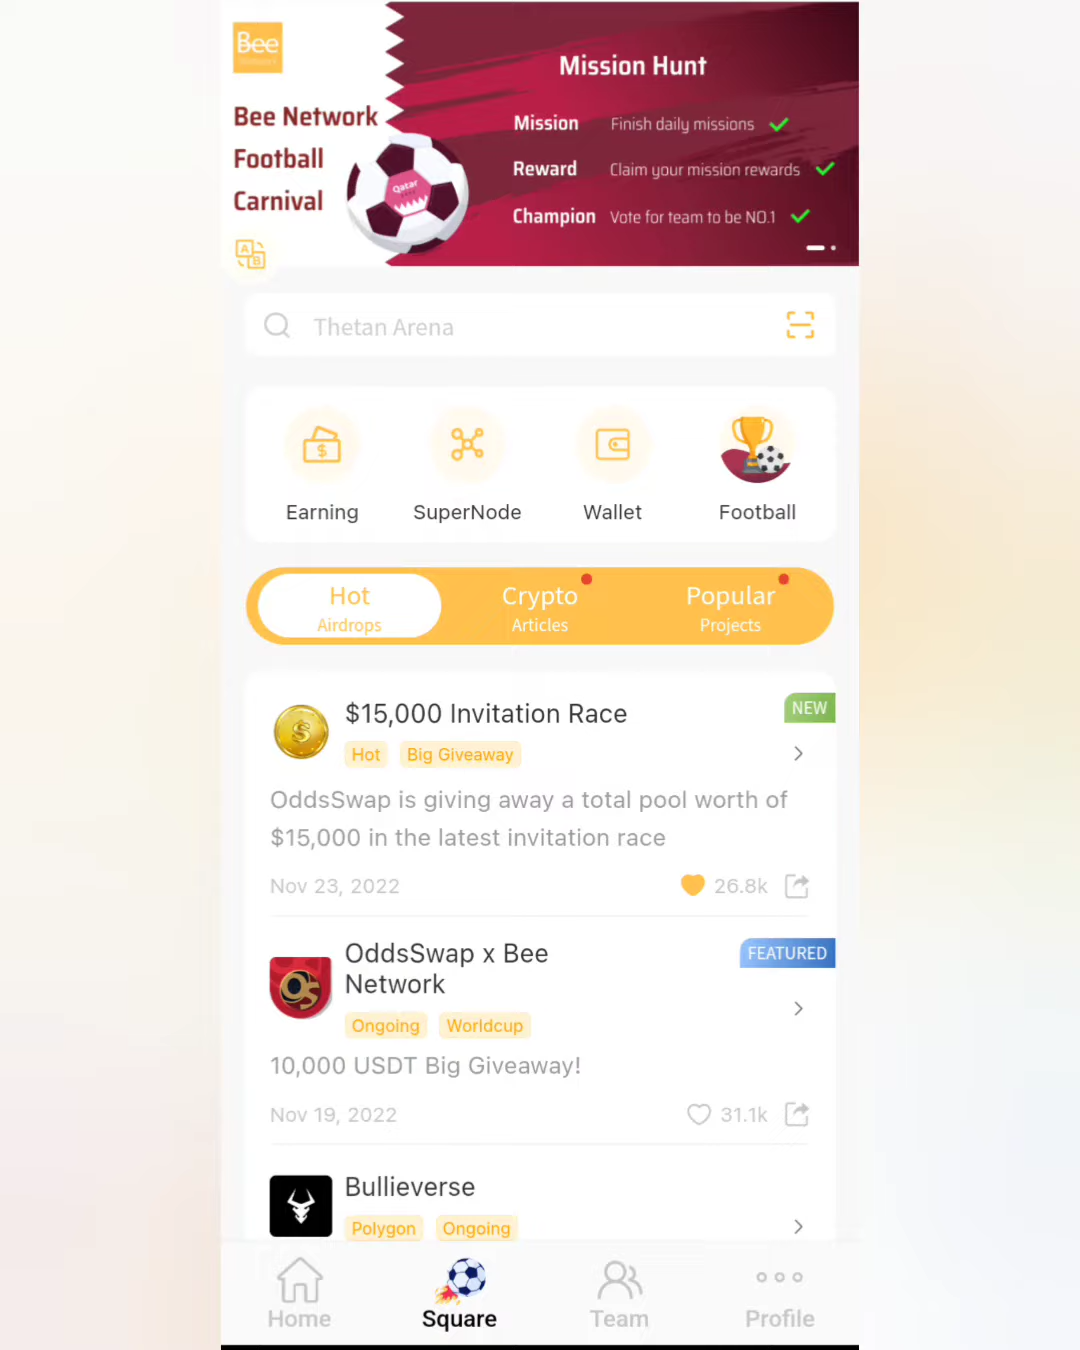 Bee
Bee Network
Football
Carnival
Qatar
Mission Hunt
Mission Finish daily missions
Reward Claim your mission rewards
Champion Vote for team to be NO.1
A
B
Thetan Arena
Earning
SuperNode
Wallet
Football
Hot
Airdrops
Crypto
Articles
Popular
Projects
$15,000 Invitation Race
NEW
Hot Big Giveaway
OddsSwap is giving away a total pool worth of
$15,000 in the latest invitation race
Nov 23, 2022
26.8k
OddsSwap x Bee
Network
FEATURED
Ongoing Worldcup
10,000 USDT Big Giveaway!
Nov 19, 2022
31.1k
Bullieverse
Polygon Ongoing
Home
Square
Team
Profile